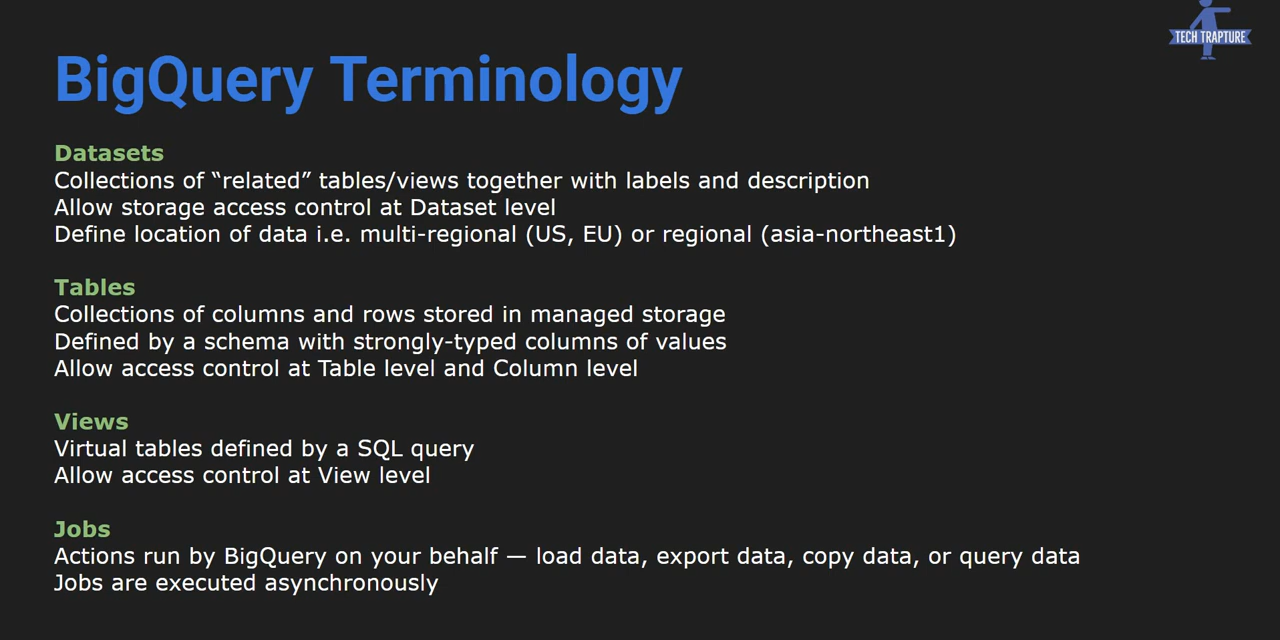 TECH TRAPTURE
BigQuery Terminology
Datasets
Collections of “related” tables/views together with labels and description
Allow storage access control at Dataset level
Define location of data i.e. multi-regional (US, EU) or regional (asia-northeast1)
Tables
Collections of columns and rows stored in managed storage
Defined by a schema with strongly-typed columns of values
Allow access control at Table level and Column level
Views
Virtual tables defined by a SQL query
Allow access control at View level
Jobs
Actions run by BigQuery on your behalf — load data, export data, copy data, or query data
Jobs are executed asynchronously